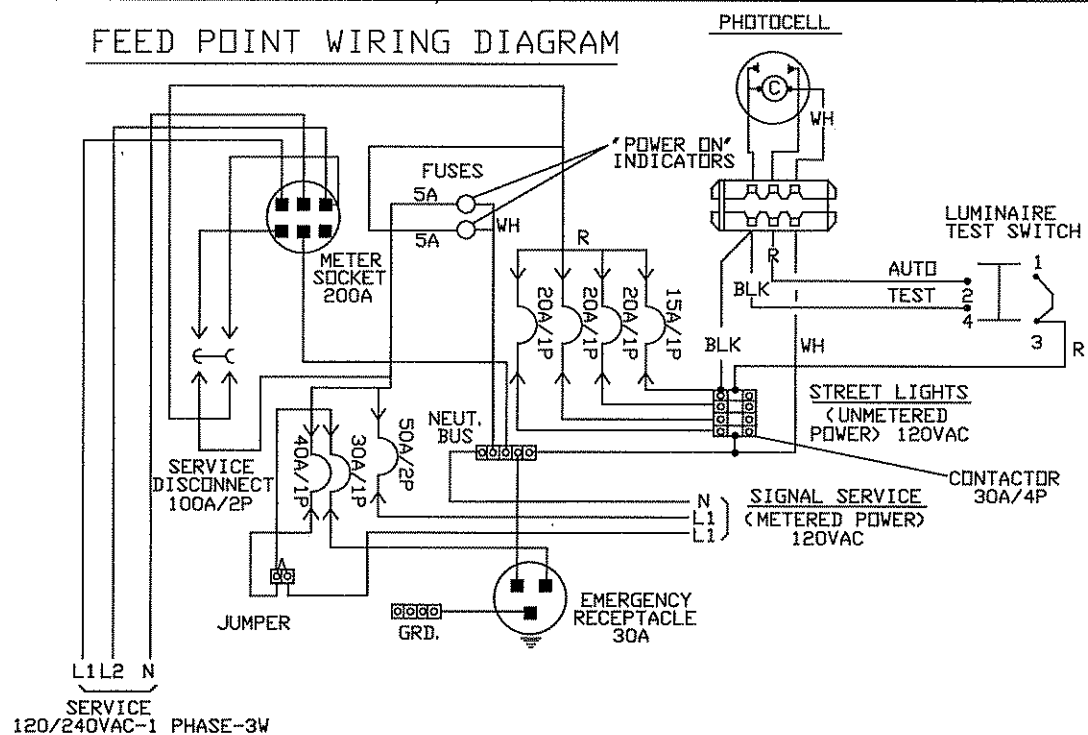 FEED POINT WIRING DIAGRAM
PHOTOCELL
C
WH
"POWER ON"
INDICATORS
FUSES
5A
5A
WH
METER
SOCKET
200A
R
20A/1P
20A/1P
20A/1P
15A/1P
LUMINAIRE
TEST SWITCH
R
BLK
AUTO
TEST
1
2
4
3
R
BLK
WH
STREET LIGHTS
(UNMETERED
POWER) 120VAC
CONTACTOR
30A/4P
SERVICE
DISCONNECT
100A/2P
40A/1P
30A/1P
50A/2P
NEUT.
BUS
N
L1
L1
SIGNAL SERVICE
(METERED POWER)
120VAC
JUMPER
GRD.
EMERGENCY
RECEPTACLE
30A
L1 L2 N
SERVICE
120/240VAC-1 PHASE-3W